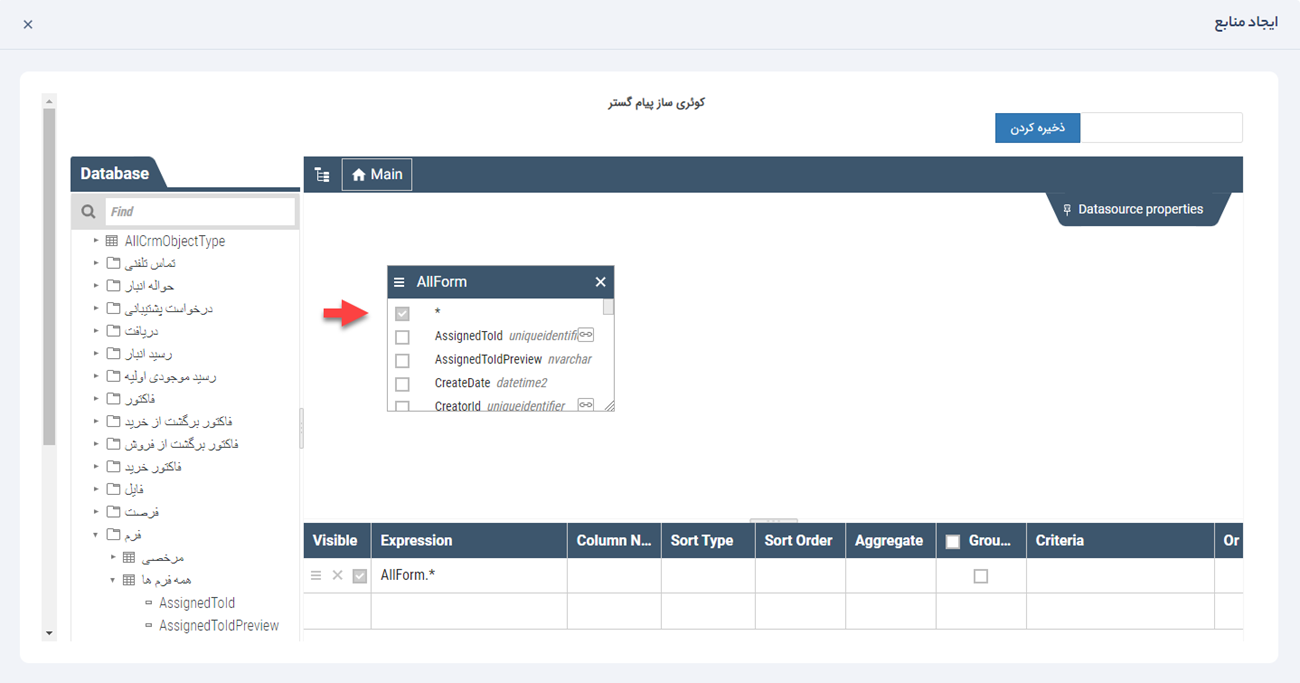 ایجاد منابع
کوئری ساز پیام گستر
ذخیره کردن
Database
Find
AllCrmObjectType
تماس تلفنی
حواله انبار
درخواست پشتیبانی
دریافت
رسید انبار
رسید موجودی اولیه
فاکتور
فاکتور برگشت از خرید
فاکتور برگشت از فروش
فاکتور خرید
فایل
فرصت
فرم
مرخصی
همه فرم ها
AssignedToId
AssignedToIdPreview
Main
Datasource properties
AllForm
*
AssignedToId uniqueidentifi
AssignedToIdPreview nvarchar
CreateDate datetime2
CreatorId uniqueidentifier
Visible Expression Column N... Sort Type Sort Order Aggregate Grou... Criteria Or
AllForm.*